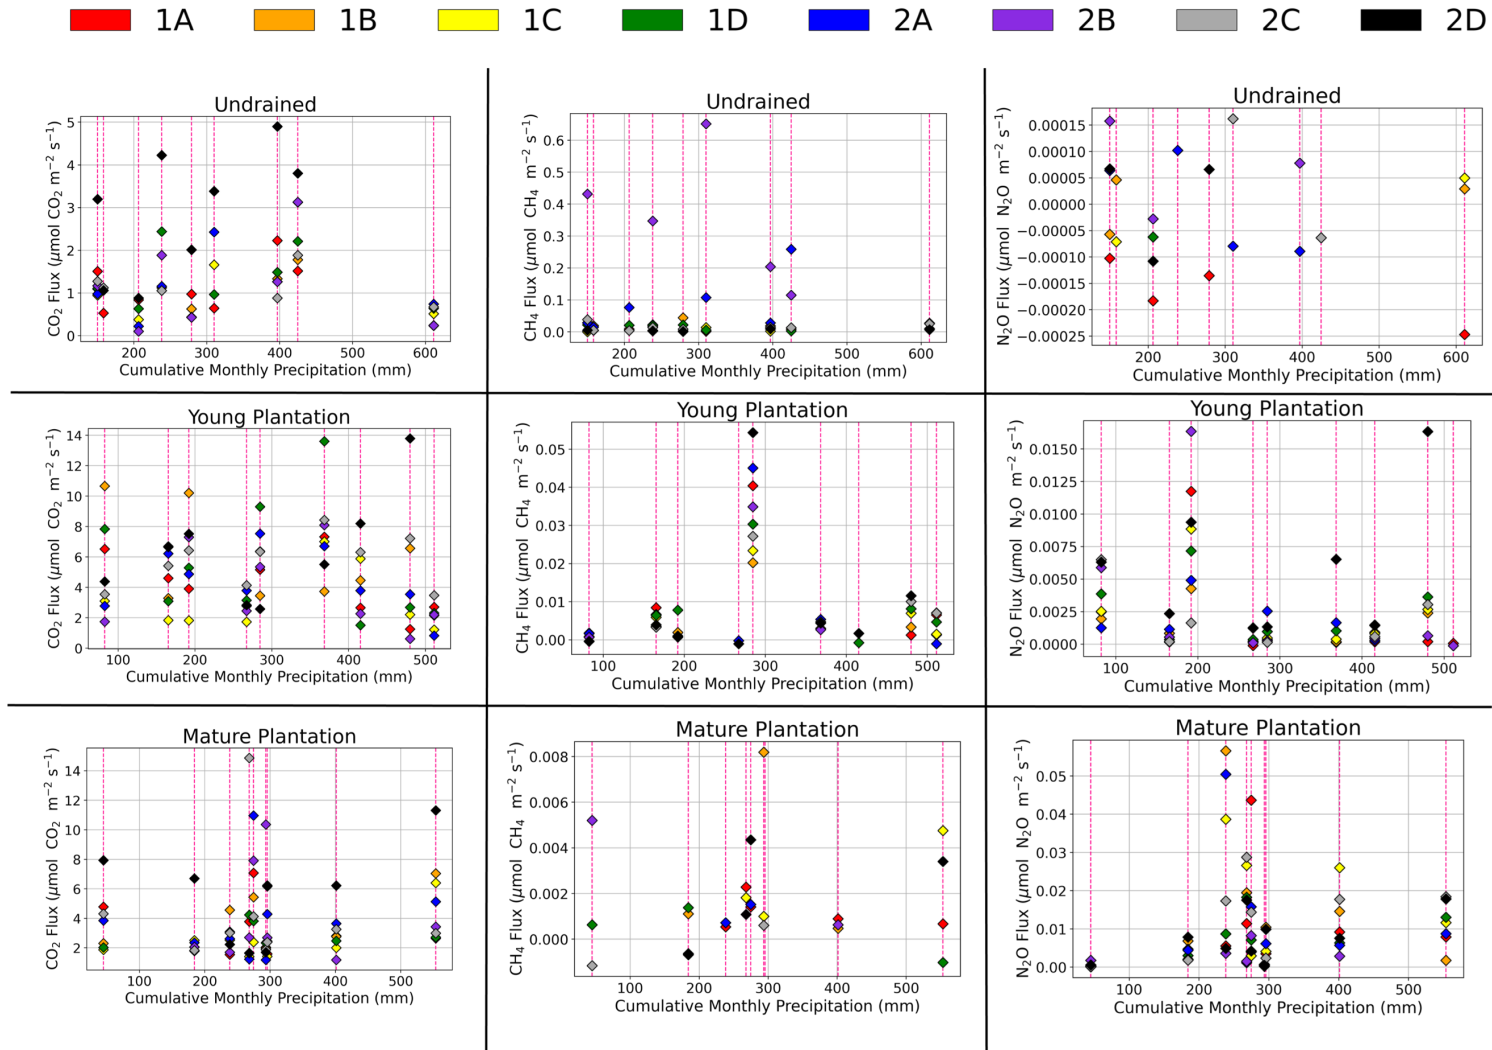 1A 1B 1C 1D 2A 2B 2C 2D
Undrained
CO₂ Flux (μmol CO₂ m⁻² s⁻¹)
5
4
3
2
1
0
200 300 400 500 600
Cumulative Monthly Precipitation (mm)
Undrained
CH₄ Flux (μmol CH₄ m⁻² s⁻¹)
0.6
0.5
0.4
0.3
0.2
0.1
0.0
200 300 400 500 600
Cumulative Monthly Precipitation (mm)
Undrained
N₂O Flux (μmol N₂O m⁻² s⁻¹)
0.00015
0.00010
0.00005
0.00000
−0.00005
−0.00010
−0.00015
−0.00020
−0.00025
200 300 400 500 600
Cumulative Monthly Precipitation (mm)
Young Plantation
CO₂ Flux (μmol CO₂ m⁻² s⁻¹)
14
12
10
8
6
4
2
0
100 200 300 400 500
Cumulative Monthly Precipitation (mm)
Young Plantation
CH₄ Flux (μmol CH₄ m⁻² s⁻¹)
0.05
0.04
0.03
0.02
0.01
0.00
100 200 300 400 500
Cumulative Monthly Precipitation (mm)
Young Plantation
N₂O Flux (μmol N₂O m⁻² s⁻¹)
0.0150
0.0125
0.0100
0.0075
0.0050
0.0025
0.0000
100 200 300 400 500
Cumulative Monthly Precipitation (mm)
Mature Plantation
CO₂ Flux (μmol CO₂ m⁻² s⁻¹)
14
12
10
8
6
4
2
100 200 300 400 500
Cumulative Monthly Precipitation (mm)
Mature Plantation
CH₄ Flux (μmol CH₄ m⁻² s⁻¹)
0.008
0.006
0.004
0.002
0.000
100 200 300 400 500
Cumulative Monthly Precipitation (mm)
Mature Plantation
N₂O Flux (μmol N₂O m⁻² s⁻¹)
0.05
0.04
0.03
0.02
0.01
0.00
100 200 300 400 500
Cumulative Monthly Precipitation (mm)